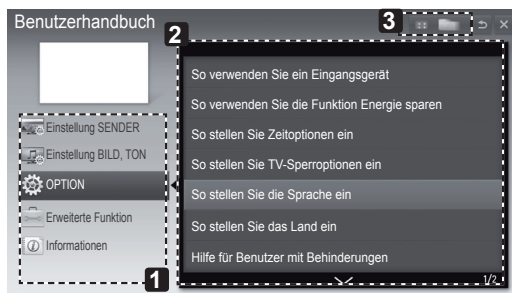 Benutzerhandbuch
3
2
So verwenden Sie ein Eingangsgerät
So verwenden Sie die Funktion Energie sparen
Einstellung SENDER
So stellen Sie Zeitoptionen ein
Einstellung BILD, TON
So stellen Sie TV-Sperroptionen ein
OPTION
So stellen Sie die Sprache ein
Erweiterte Funktion
So stellen Sie das Land ein
Informationen
Hilfe für Benutzer mit Behinderungen
1
1/2